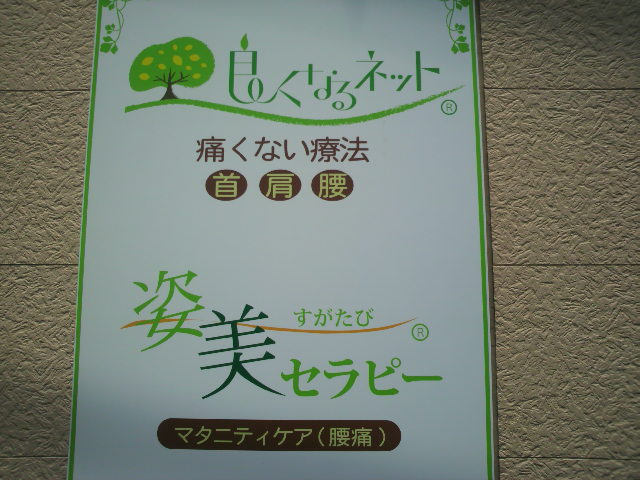 良くなるネット®
痛くない療法
首 肩 腰
姿美 すがたび ®
セラピー
マタニティケア(腰痛)